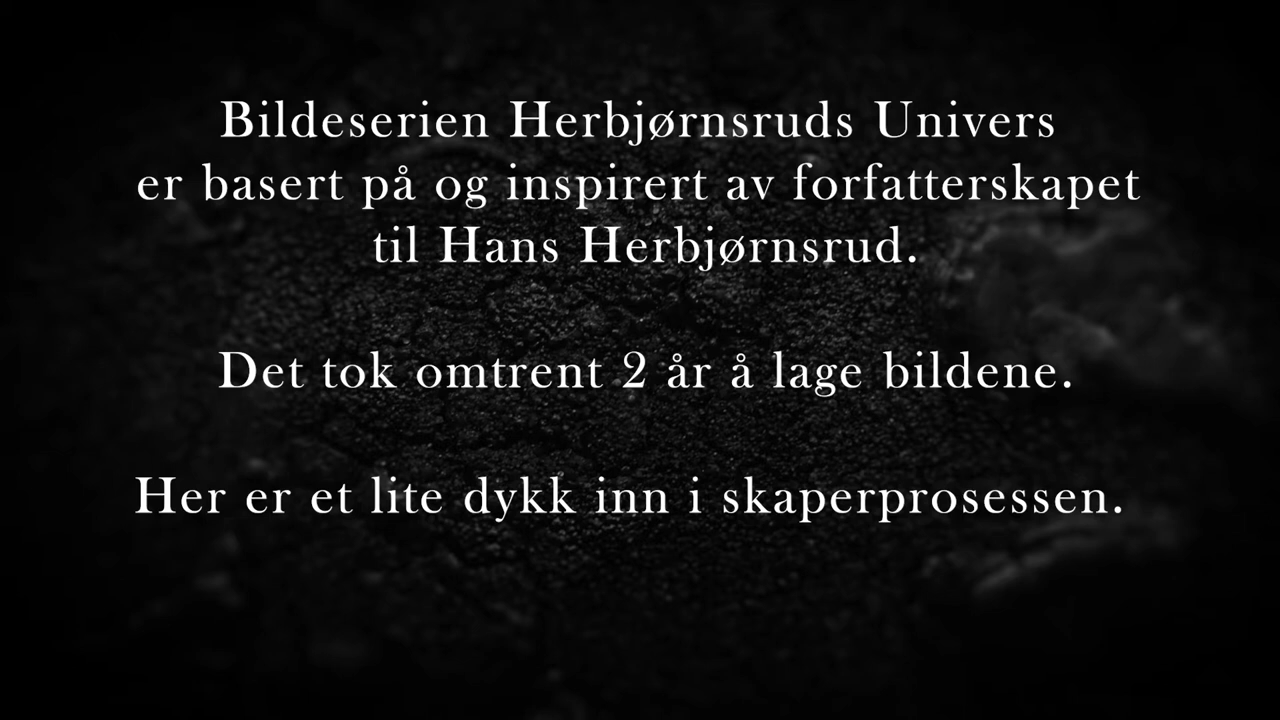 Bildeserien Herbjørnsruds Univers
er basert på og inspirert av forfatterskapet
til Hans Herbjørnsrud.
Det tok omtrent 2 år å lage bildene.
Her er et lite dykk inn i skaperprosessen.